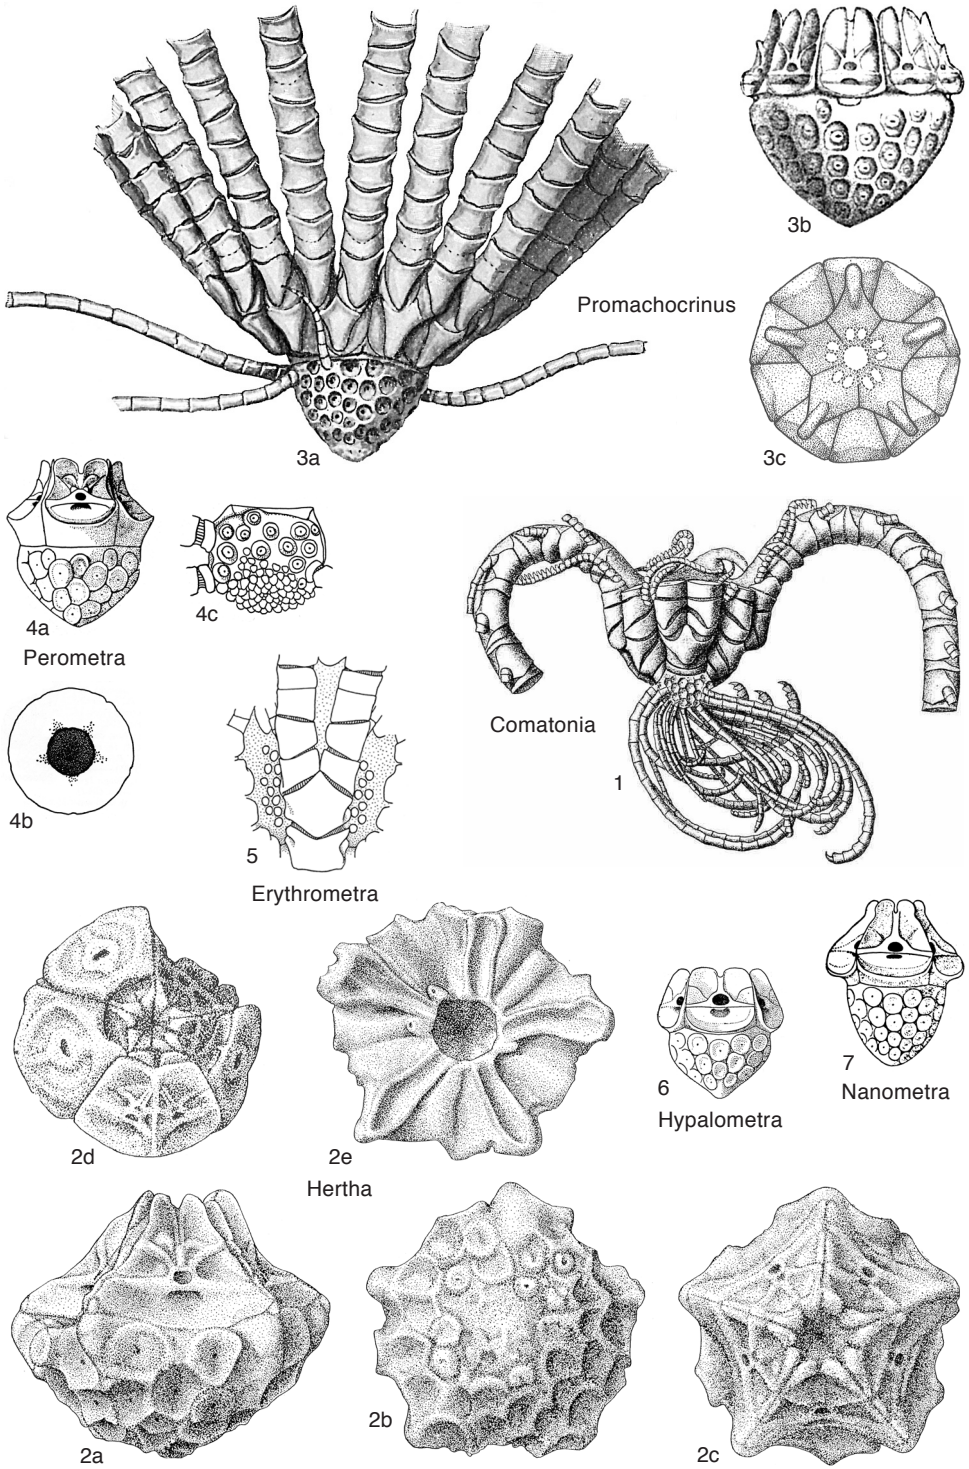 3b
Promachocrinus
3a
3c
4a
4c
Perometra
Comatonia
4b
1
5
Erythrometra
6
7
Nanometra
Hypalometra
2d
2e
Hertha
2b
2a
2c